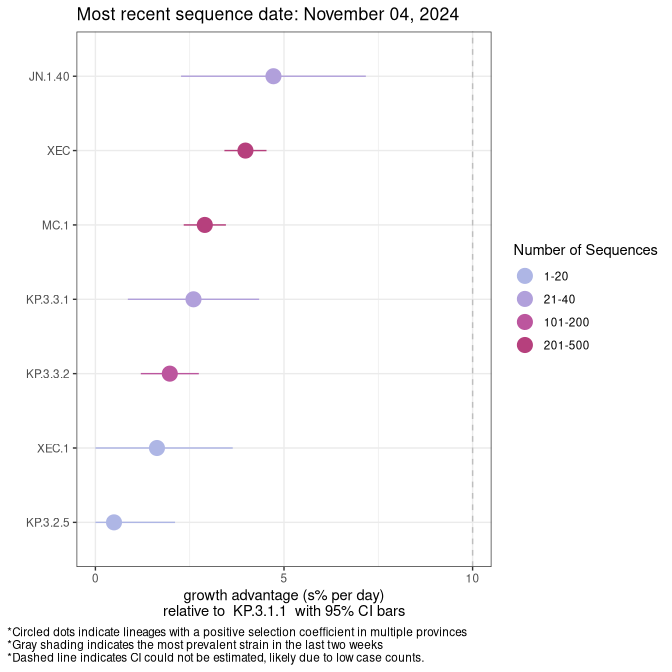 Most recent sequence date: November 04, 2024
JN.1.40
XEC
MC.1
KP.3.3.1
KP.3.3.2
XEC.1
KP.3.2.5
0 5 10
growth advantage (s% per day)
relative to KP.3.1.1 with 95% CI bars
Number of Sequences
1-20
21-40
101-200
201-500
*Circled dots indicate lineages with a positive selection coefficient in multiple provinces
*Gray shading indicates the most prevalent strain in the last two weeks
*Dashed line indicates CI could not be estimated, likely due to low case counts.